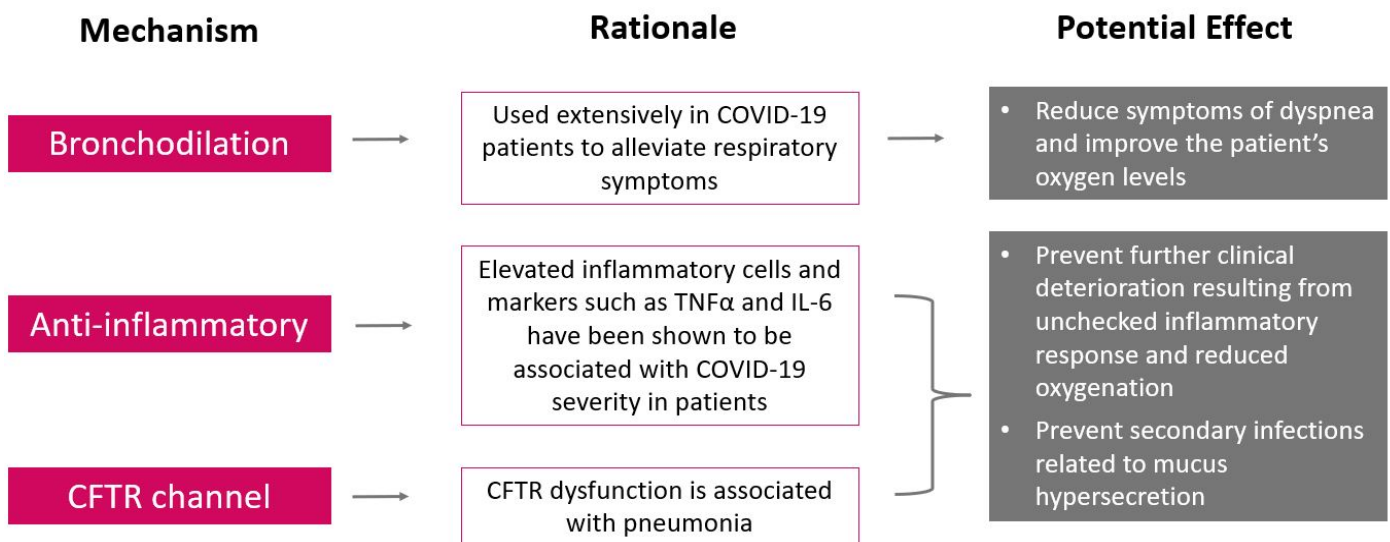 Mechanism
Rationale
Potential Effect
Bronchodilation
Used extensively in COVID-19
patients to alleviate respiratory
symptoms
• Reduce symptoms of dyspnea
and improve the patient's
oxygen levels
Anti-inflammatory
Elevated inflammatory cells and
markers such as TNFα and IL-6
have been shown to be
associated with COVID-19
severity in patients
• Prevent further clinical
deterioration resulting from
unchecked inflammatory
response and reduced
oxygenation
• Prevent secondary infections
related to mucus
hypersecretion
CFTR channel
CFTR dysfunction is associated
with pneumonia